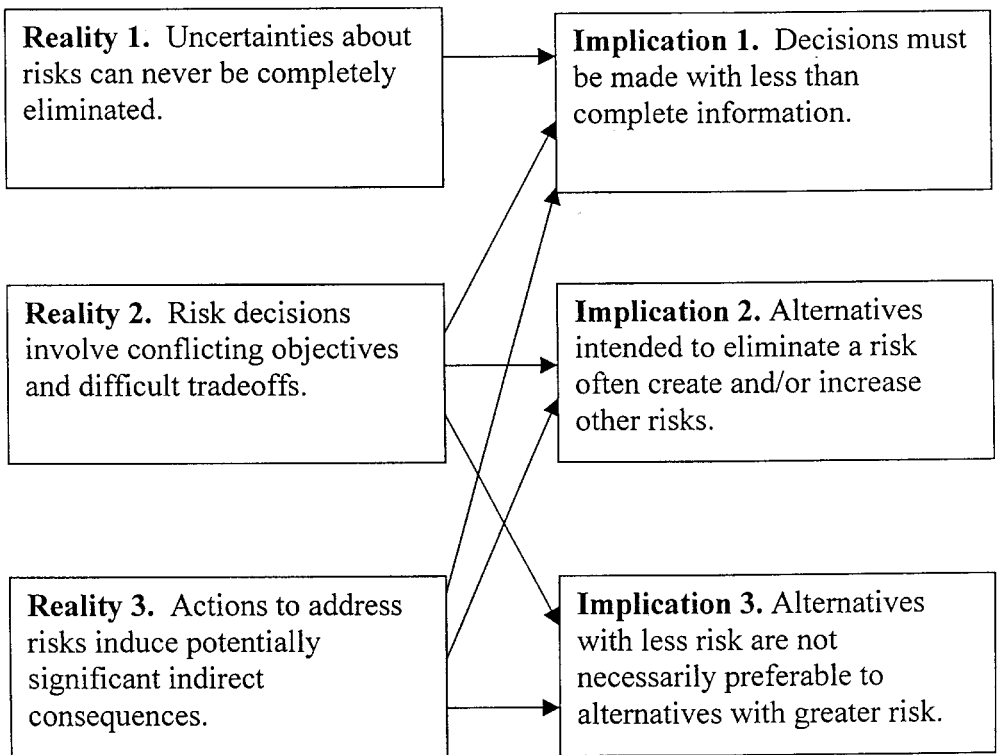 Reality 1. Uncertainties about
risks can never be completely
eliminated.
Implication 1. Decisions must
be made with less than
complete information.
Reality 2. Risk decisions
involve conflicting objectives
and difficult tradeoffs.
Implication 2. Alternatives
intended to eliminate a risk
often create and/or increase
other risks.
Reality 3. Actions to address
risks induce potentially
significant indirect
consequences.
Implication 3. Alternatives
with less risk are not
necessarily preferable to
alternatives with greater risk.